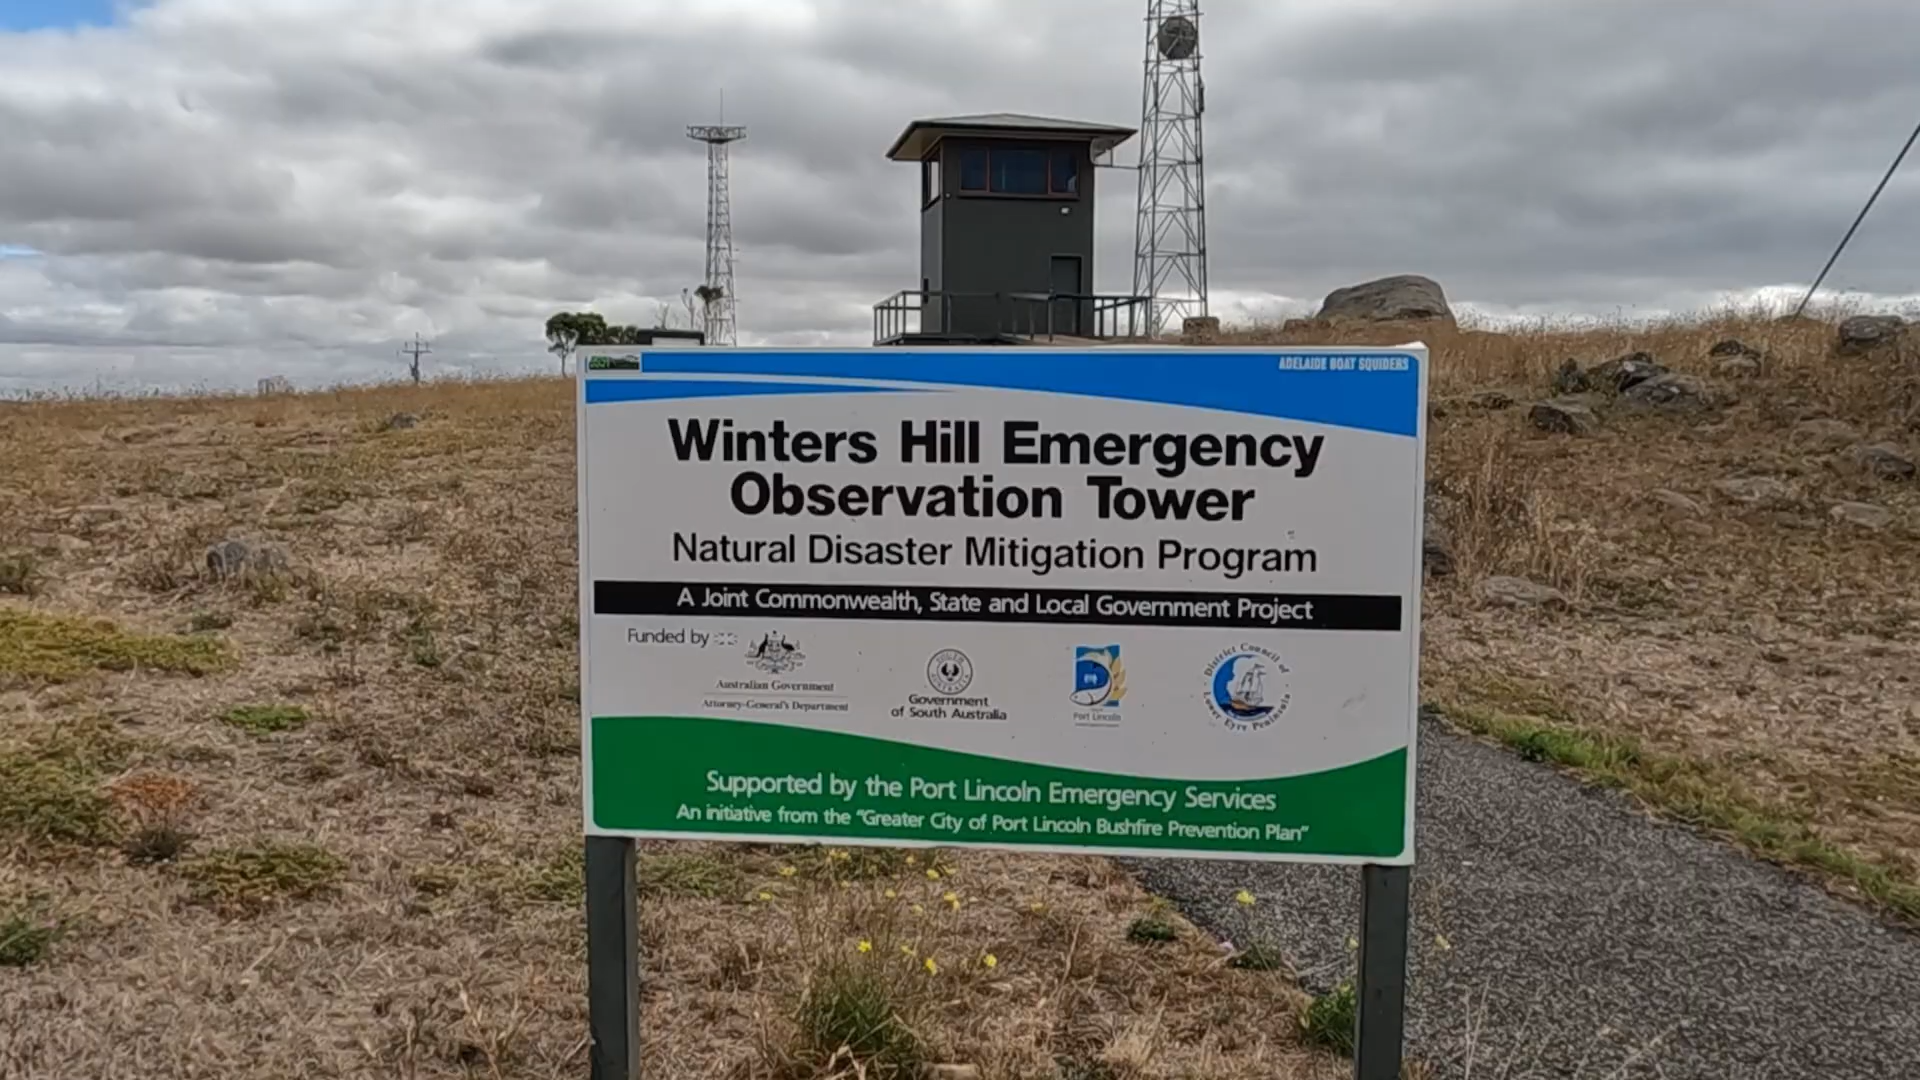 ADELAIDE BOAT SQUIDERS
Winters Hill Emergency
Observation Tower
Natural Disaster Mitigation Program
A Joint Commonwealth, State and Local Government Project
Funded by
Australian Government
Attorney-General's Department
SOUTH AUSTRALIA
Government
of South Australia
Port Lincoln
District Council of
Lower Eyre Peninsula
Supported by the Port Lincoln Emergency Services
An initiative from the "Greater City of Port Lincoln Bushfire Prevention Plan"